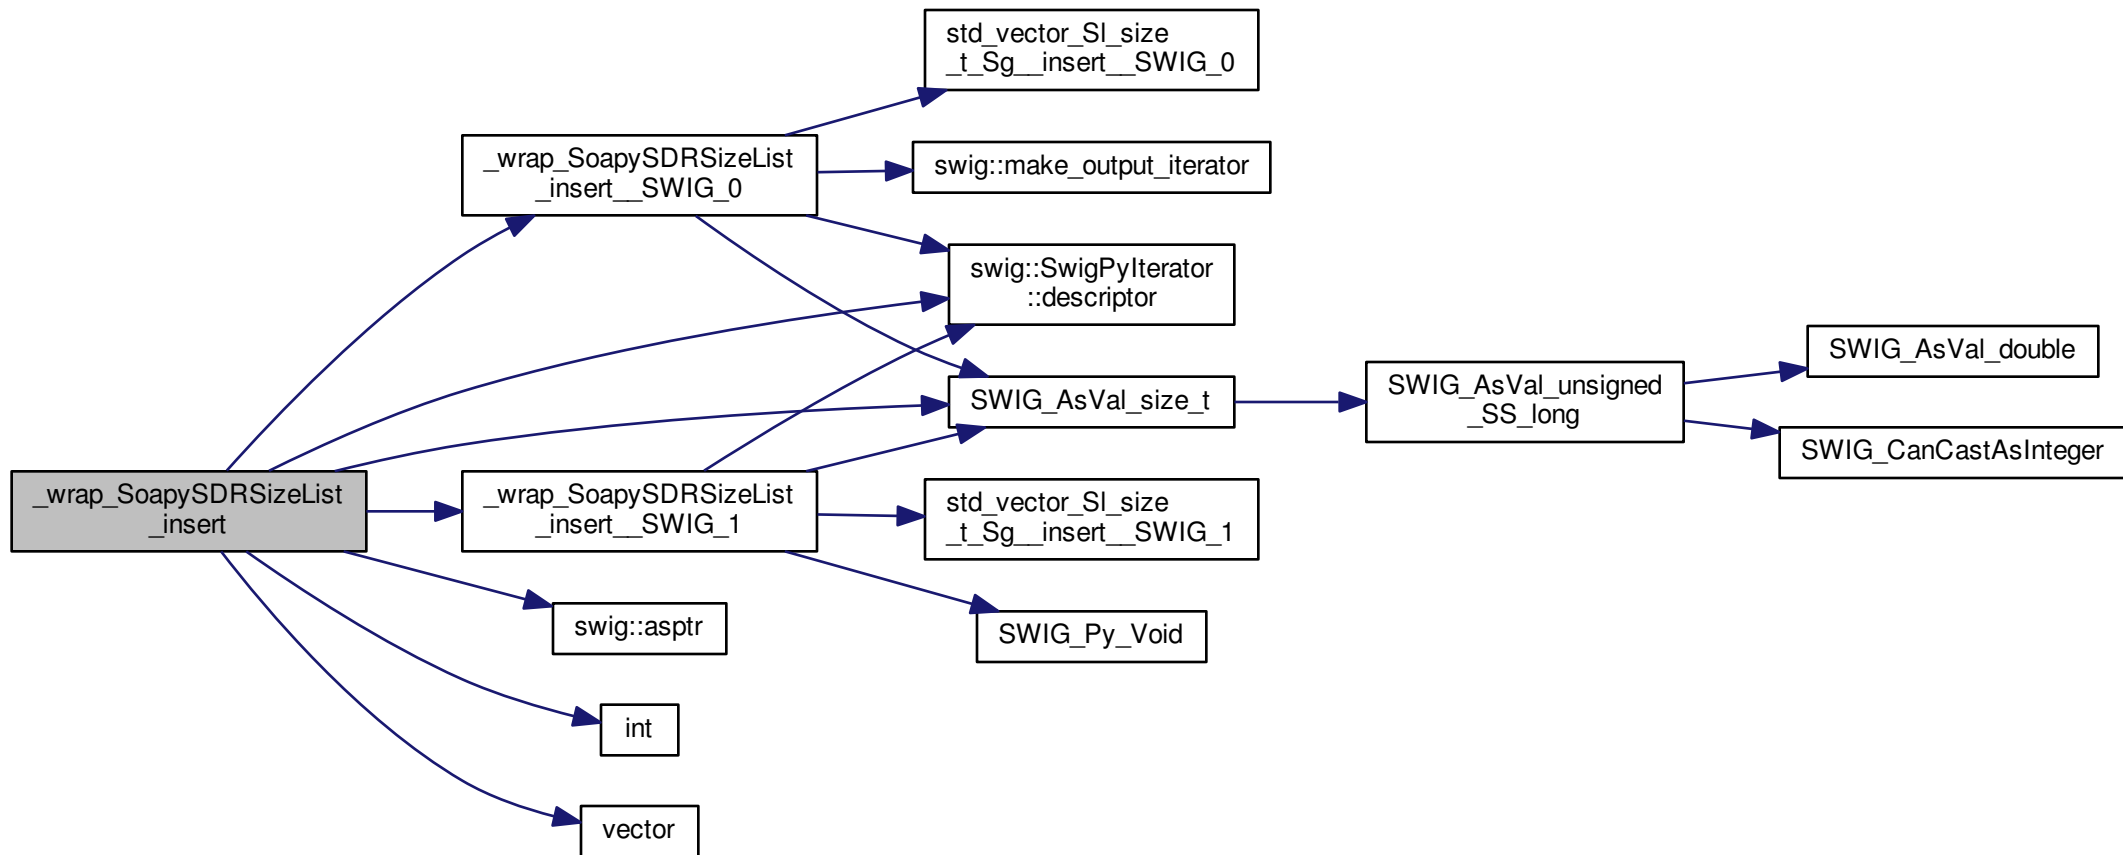 std_vector_Sl_size
_t_Sg__insert__SWIG_0
_wrap_SoapySDRSizeList
_insert__SWIG_0
swig::make_output_iterator
swig::SwigPyIterator
::descriptor
SWIG_AsVal_size_t
SWIG_AsVal_unsigned
_SS_long
SWIG_AsVal_double
SWIG_CanCastAsInteger
_wrap_SoapySDRSizeList
_insert
_wrap_SoapySDRSizeList
_insert__SWIG_1
std_vector_Sl_size
_t_Sg__insert__SWIG_1
swig::asptr
SWIG_Py_Void
int
vector